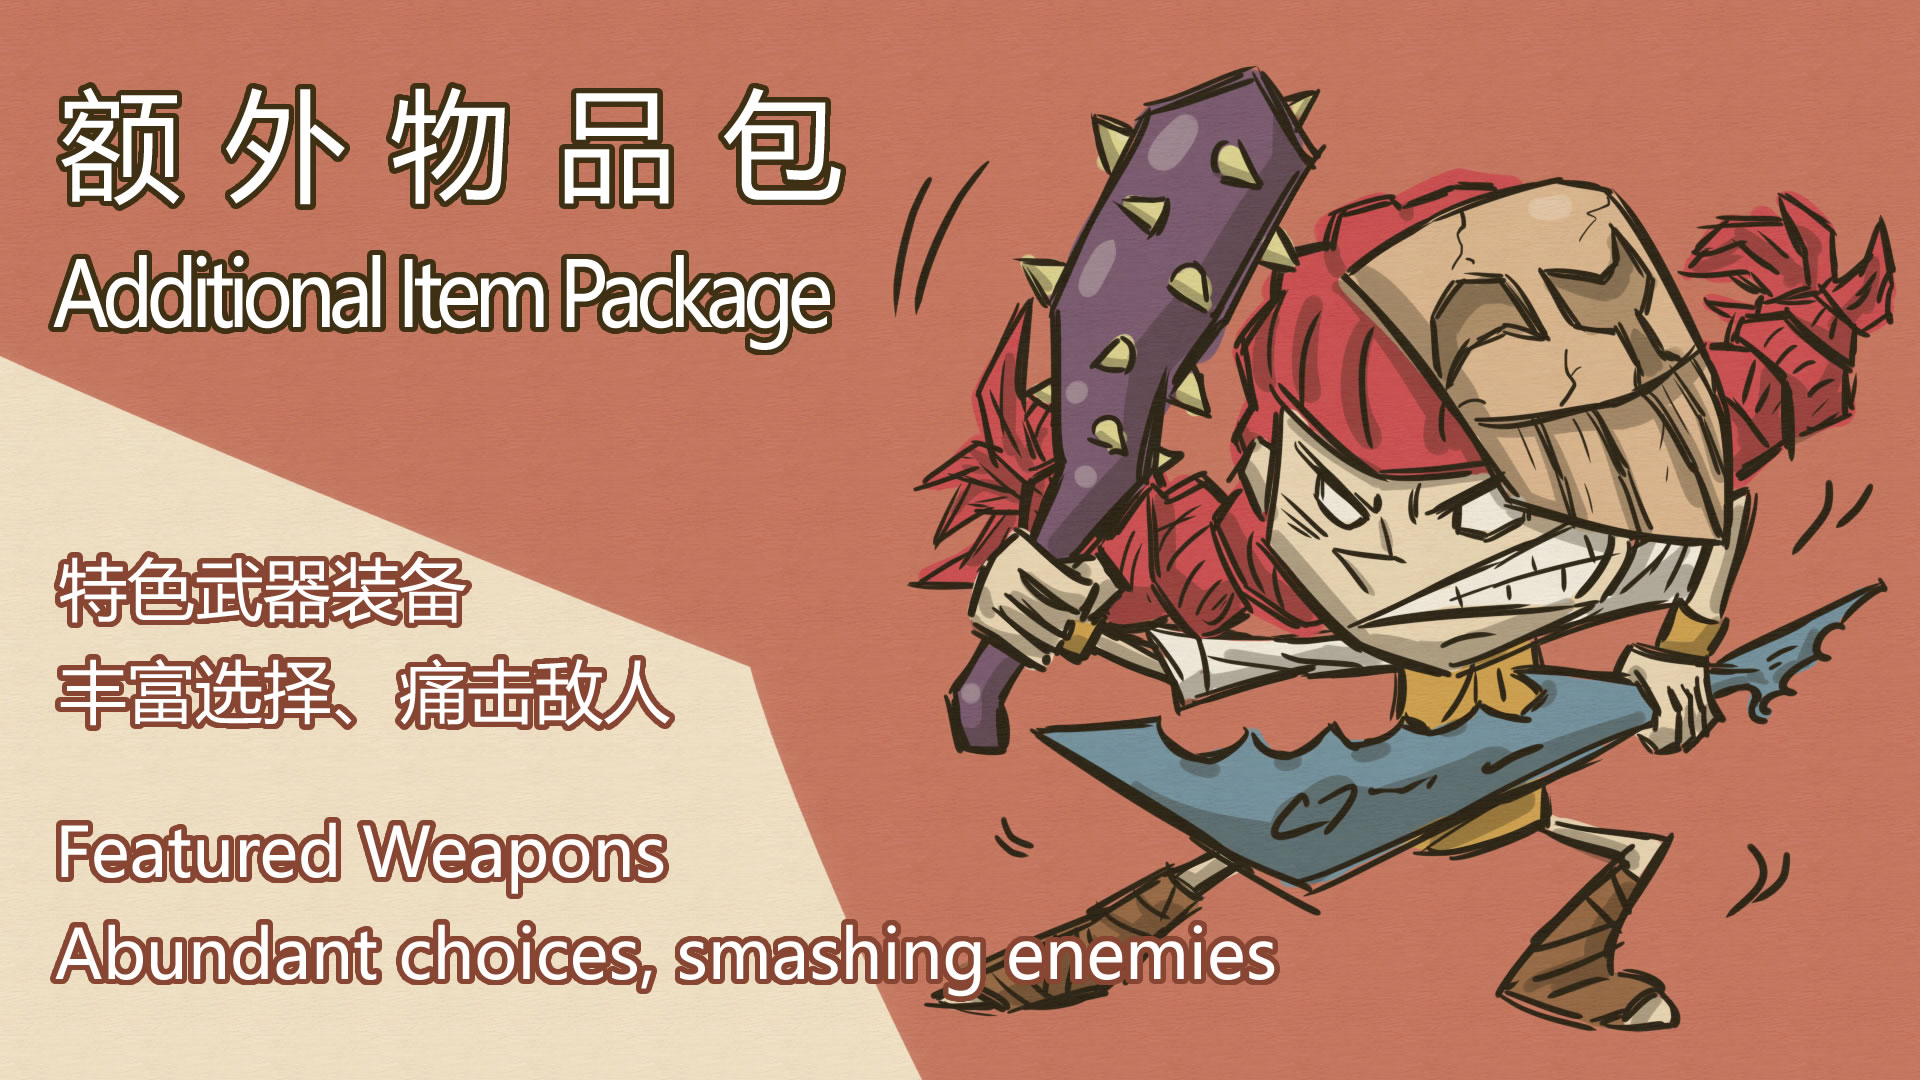 额外物品包
Additional Item Package
特色武器装备
丰富选择、痛击敌人
Featured Weapons
Abundant choices, smashing enemies